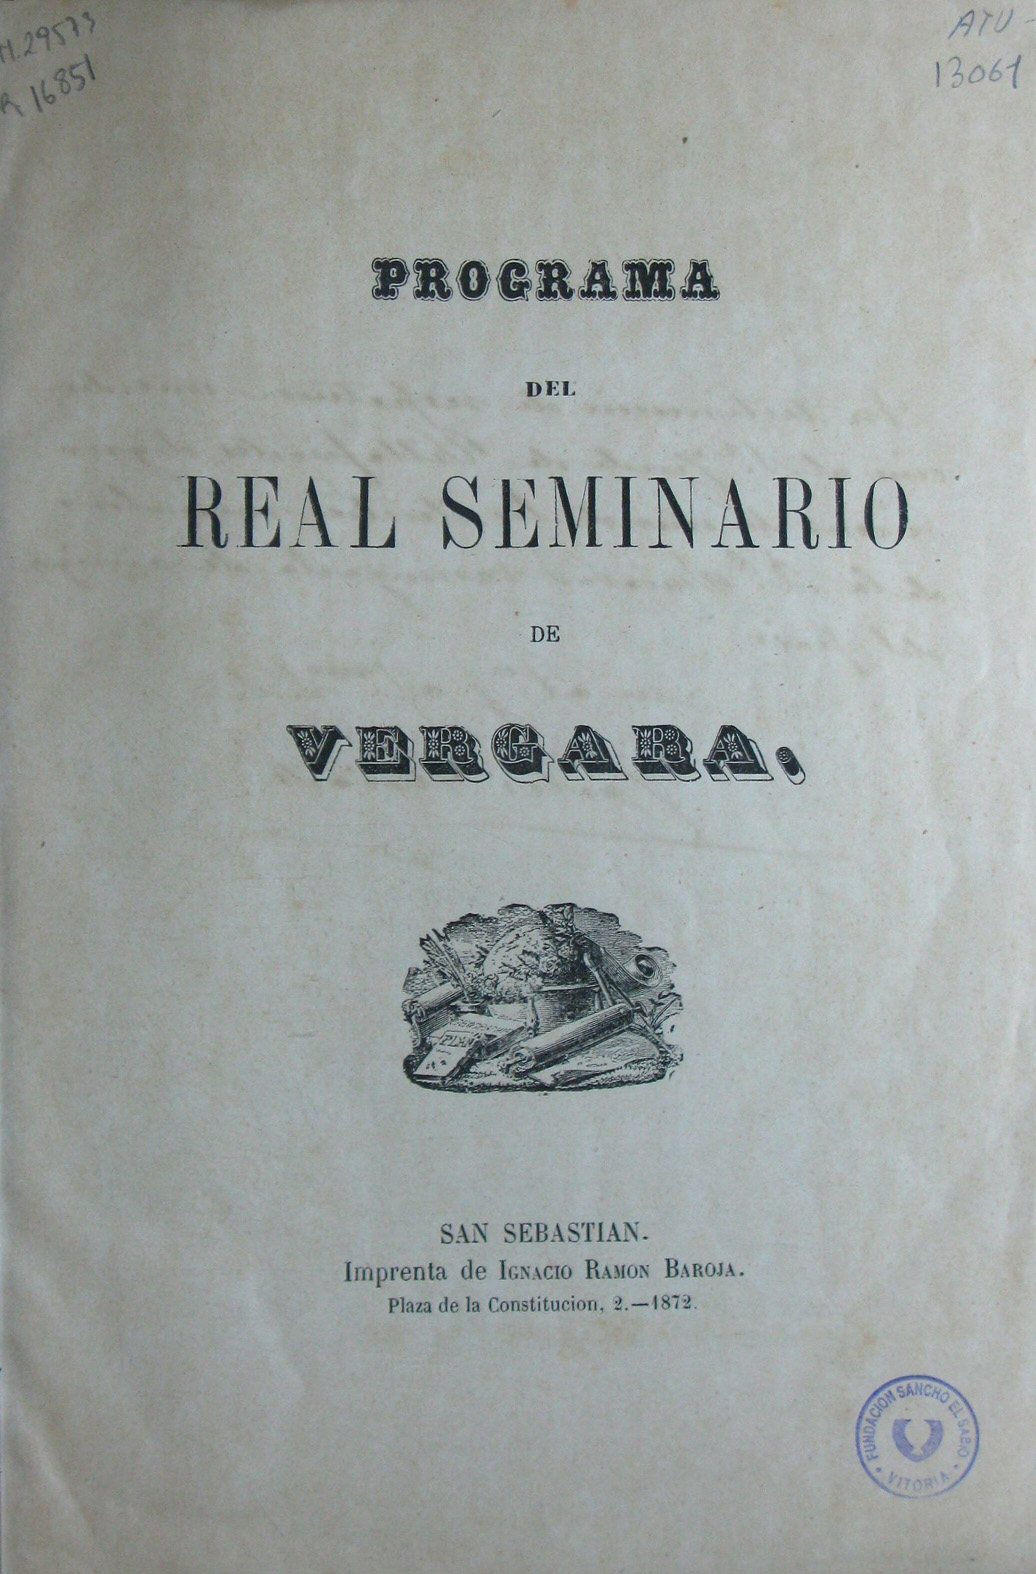 M.29573
R 16851
ATU-
13061
PROGRAMA
DEL
REAL SEMINARIO
DE
VERGARA.
PLAN
SAN SEBASTIAN.
Imprenta de IGNACIO RAMON BAROJA.
Plaza de la Constitucion, 2.—1872.
FUNDACION SANCHO EL SABIO
• VITORIA •